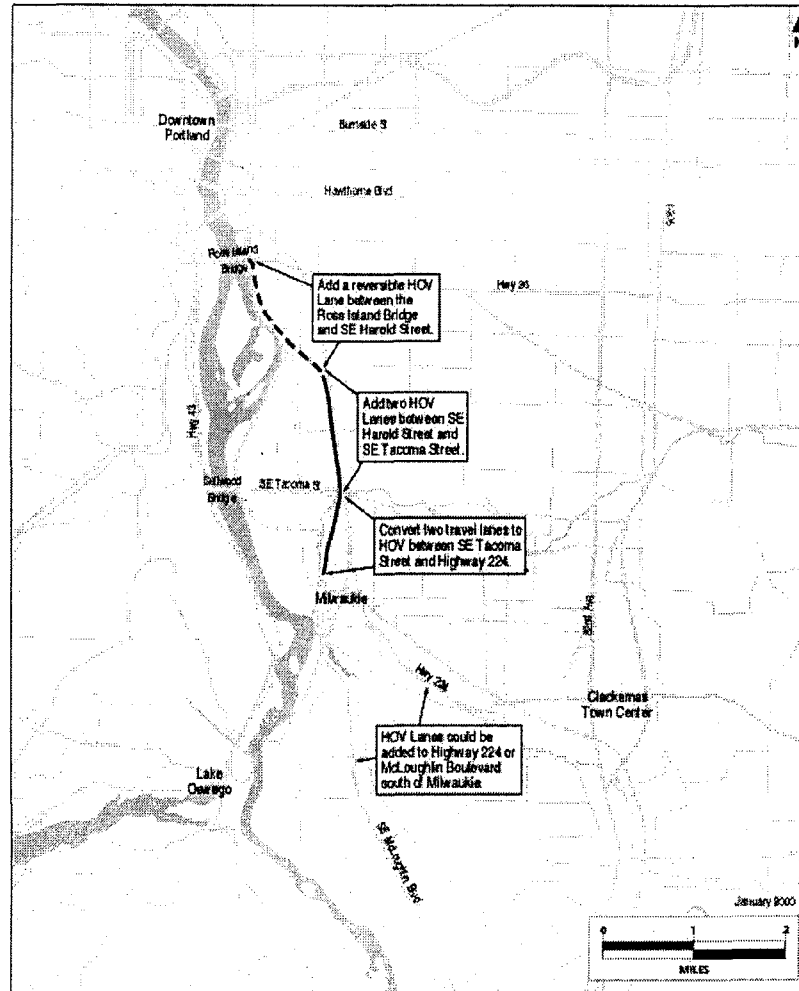 N
Downtown
Portland
Burnside St
Hawthorne Blvd
I-205
Ross Island
Bridge
Add a reversible HOV
Lane between the
Ross Island Bridge
and SE Harold Street.
Hwy 26
Hwy 43
Add two HOV
Lanes between SE
Harold Street and
SE Tacoma Street.
Sellwood
Bridge
SE Tacoma St
Convert two travel lanes to
HOV between SE Tacoma
Street and Highway 224.
Milwaukie
82nd Ave
Hwy 224
Clackamas
Town Center
HOV Lanes could be
added to Highway 224 or
McLoughlin Boulevard
south of Milwaukie
Lake
Oswego
SE McLoughlin Blvd
January 2000
0 1 2
MILES